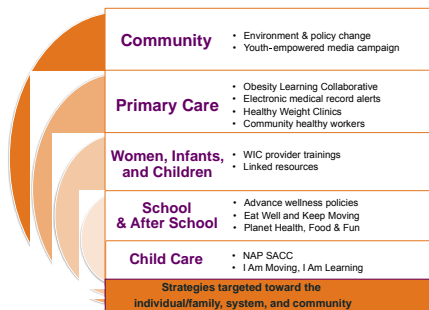 Community
• Environment & policy change
• Youth-empowered media campaign
Primary Care
• Obesity Learning Collaborative
• Electronic medical record alerts
• Healthy Weight Clinics
• Community healthy workers
Women, Infants,
and Children
• WIC provider trainings
• Linked resources
School
& After School
• Advance wellness policies
• Eat Well and Keep Moving
• Planet Health, Food & Fun
Child Care
• NAP SACC
• I Am Moving, I Am Learning
Strategies targeted toward the
individual/family, system, and community